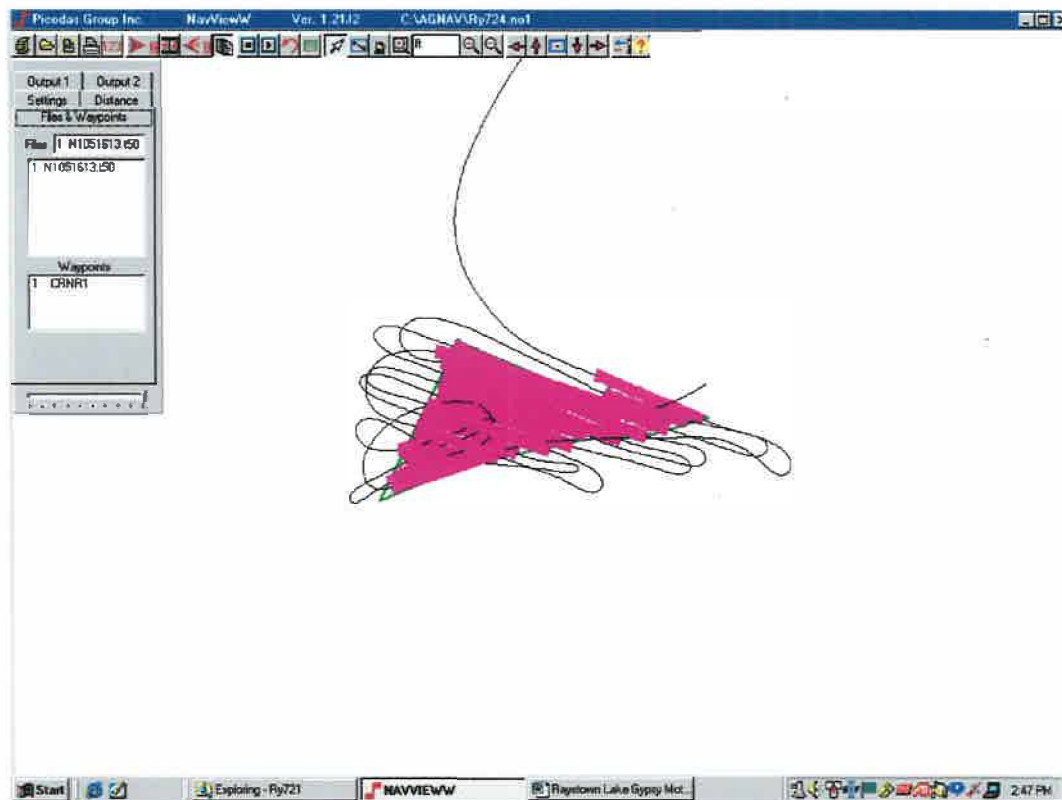 Picodas Group Inc. NavViewW Ver. 1.21J2 C:\AGNAV\Ry724.no1
ft
Output 1 Output 2
Settings Distance
Files & Waypoints
Files 1 N1051613.t50
1 N1051613.t50
Waypoints
1 CRNR1
Start Exploring - Ry721 NAVVIEWW Raystown Lake Gypsy Mot... 2:47 PM